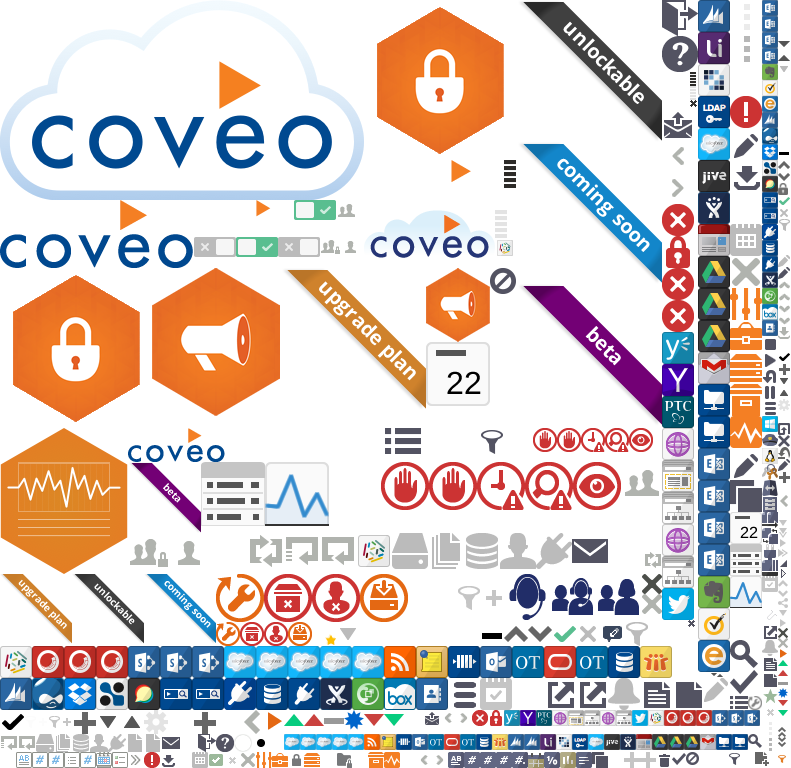 coveo
unlockable
coming soon
coveo
coveo
upgrade plan
beta
22
coveo
beta
upgrade plan
unlockable
coming soon
Li
LDAP
jive
y
Y
PTC
22
OT
OT
box